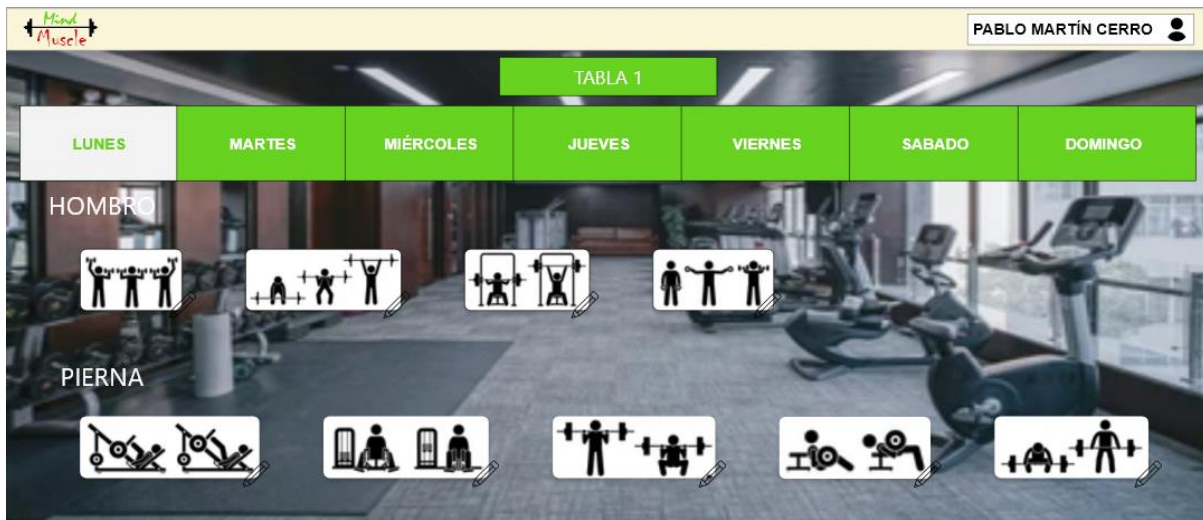 Mind
Muscle
PABLO MARTÍN CERRO
TABLA 1
LUNES
MARTES
MIÉRCOLES
JUEVES
VIERNES
SABADO
DOMINGO
HOMBRO
PIERNA